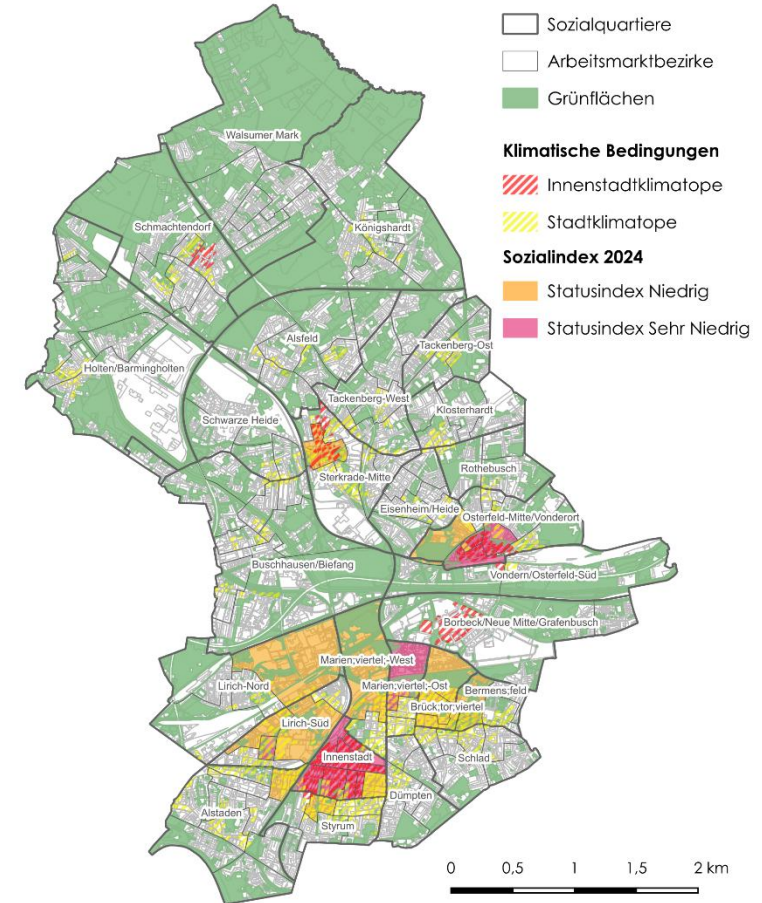 Sozialquartiere
Arbeitsmarktbezirke
Grünflächen
Klimatische Bedingungen
Innenstadtklimatope
Stadtklimatope
Sozialindex 2024
Statusindex Niedrig
Statusindex Sehr Niedrig
Walsumer Mark
Schmachtendorf
Königshardt
Alsfeld
Tackenberg-Ost
Holten/Barmingholten
Tackenberg-West
Klosterhardt
Schwarze Heide
Rothebusch
Sterkrade-Mitte
Eisenheim/Heide
Osterfeld-Mitte/Vonderort
Buschhausen/Biefang
Vondern/Osterfeld-Süd
Borbeck/Neue Mitte/Grafenbusch
Marien;viertel;-West
Lirich-Nord
Marien;viertel;-Ost
Bermens;feld
Brück;tor;viertel
Lirich-Süd
Innenstadt
Schlad
Dümpten
Alstaden
Styrum
0 0,5 1 1,5 2 km